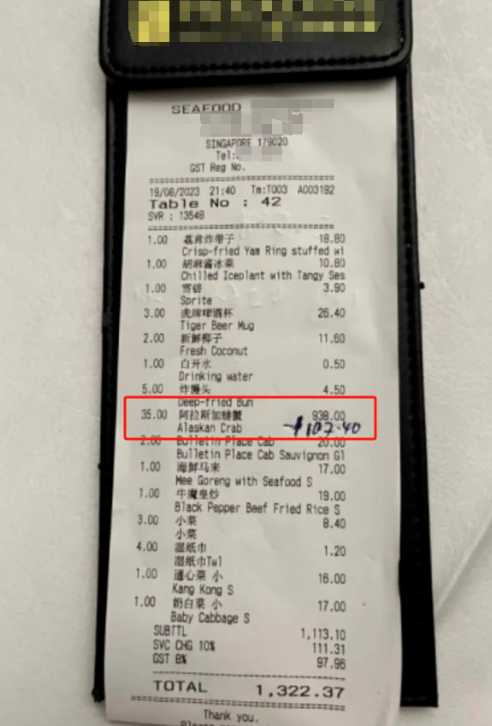 SEAFOOD
SINGAPORE 179020
Tel:
GST Reg No.
19/08/2023 21:40 Tm:T003 A003192
Table No : 42
SVR : 13548
1.00 荔茸炸带子 18.80
Crisp-fried Yam Ring stuffed wi
1.00 胡麻酱冰菜 10.80
Chilled Iceplant with Tangy Ses
1.00 雪碧 3.90
Sprite
3.00 虎牌啤酒杯 26.40
Tiger Beer Mug
2.00 新鲜椰子 11.60
Fresh Coconut
1.00 白开水 0.50
Drinking water
5.00 炸馒头 4.50
Deep-fried Bun
35.00 阿拉斯加螃蟹 938.00
Alaskan Crab $107.40
2.00 Bulletin Place Cab 20.00
Bulletin Place Cab Sauvignon Gl
1.00 海鲜马来 17.00
Mee Goreng with Seafood S
1.00 牛魔皇炒 19.00
Black Pepper Beef Fried Rice S
3.00 小菜 8.40
小菜
4.00 湿纸巾 1.20
湿纸巾Twl
1.00 通心菜 小 16.00
Kang Kong S
1.00 奶白菜 小 17.00
Baby Cabbage S
SUBTTL 1,113.10
SVC CHG 10% 111.31
GST 8% 97.96
TOTAL 1,322.37
Thank you.